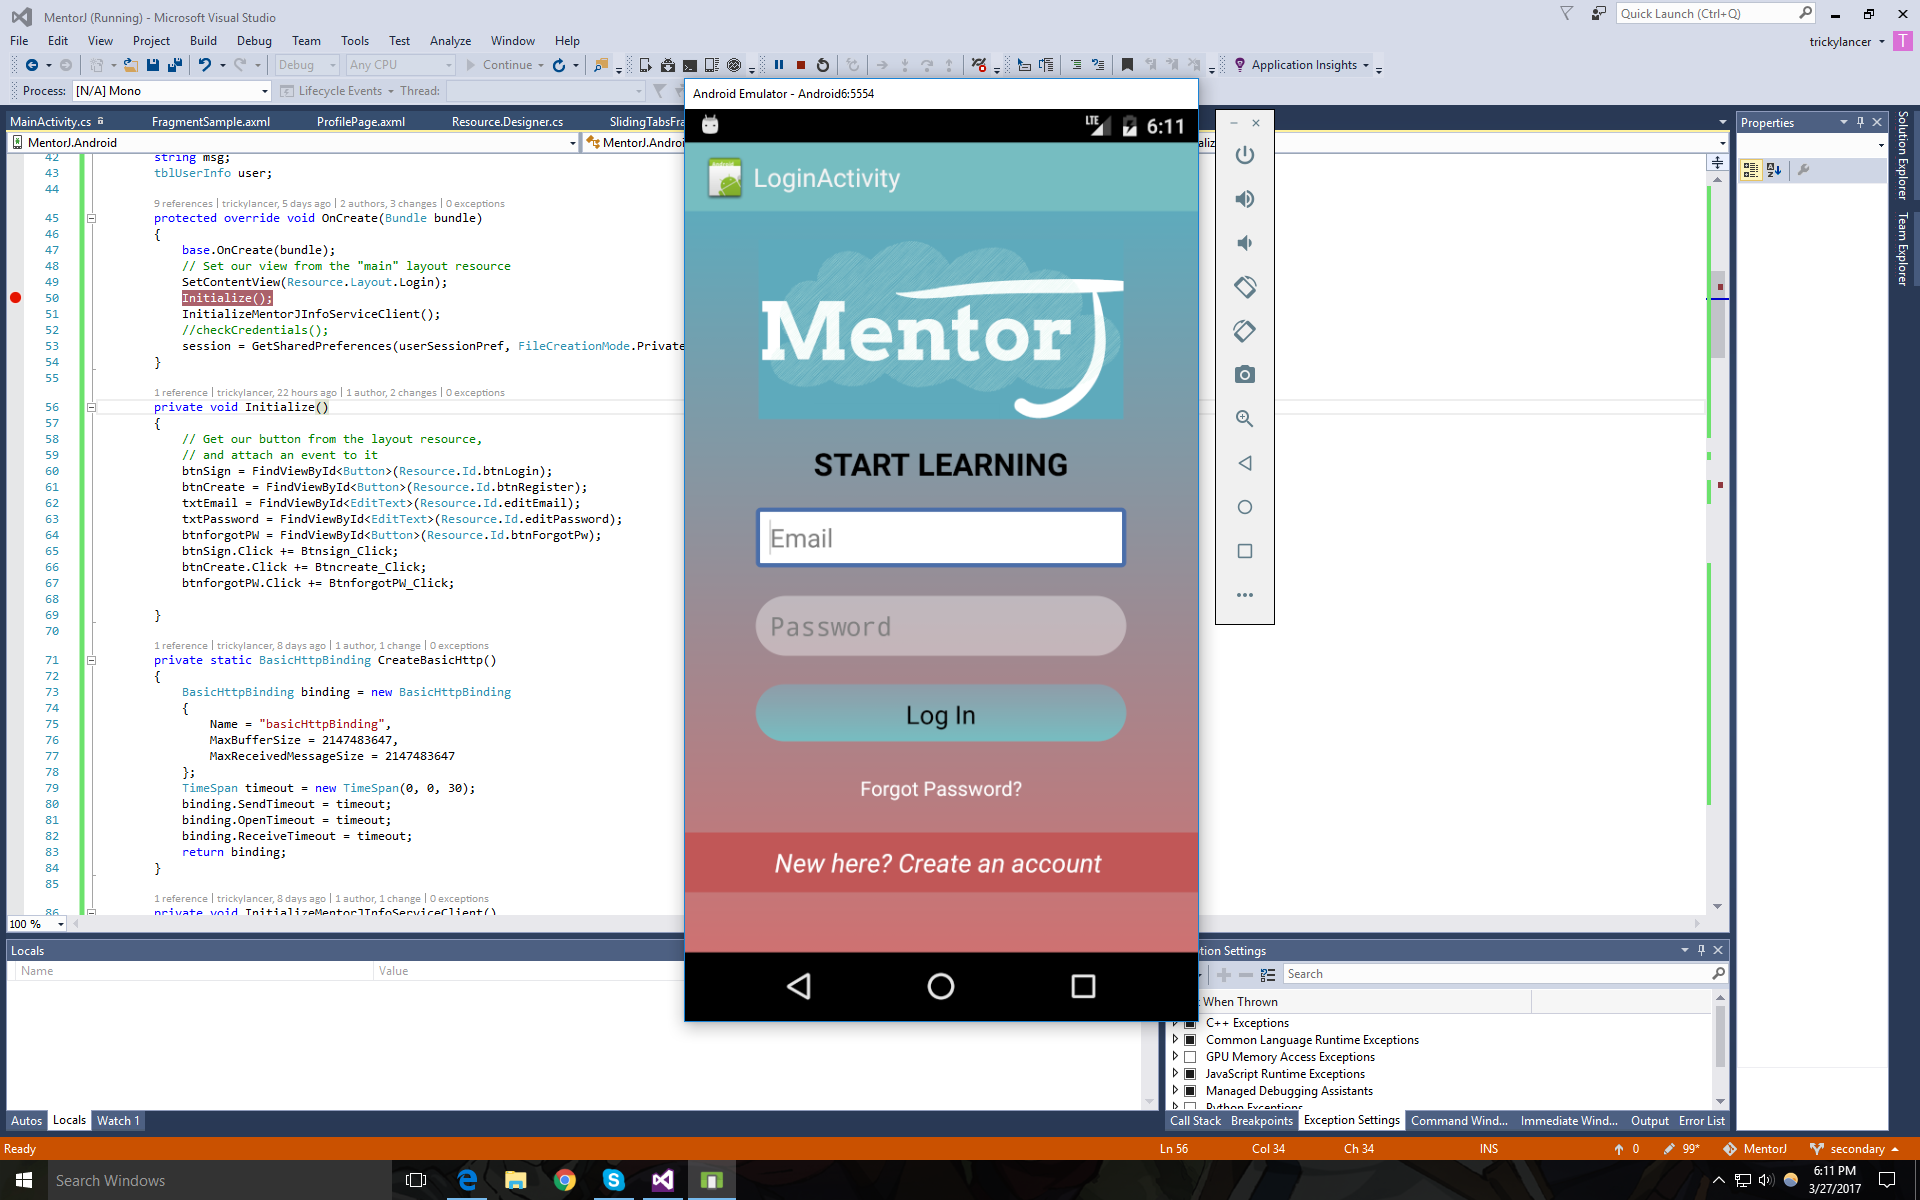 MentorJ (Running) - Microsoft Visual Studio
Quick Launch (Ctrl+Q)
File Edit View Project Build Debug Team Tools Test Analyze Window Help
trickylancer T
Debug Any CPU Continue Application Insights
Process: [N/A] Mono Lifecycle Events Thread:
MainActivity.cs FragmentSample.axml ProfilePage.axml Resource.Designer.cs SlidingTabsFra
MentorJ.Android MentorJ.Androi
42 string msg;
43 tblUserInfo user;
44
9 references | trickylancer, 5 days ago | 2 authors, 3 changes | 0 exceptions
45 protected override void OnCreate(Bundle bundle)
46 {
47 base.OnCreate(bundle);
48 // Set our view from the "main" layout resource
49 SetContentView(Resource.Layout.Login);
50 Initialize();
51 InitializeMentorJInfoServiceClient();
52 //checkCredentials();
53 session = GetSharedPreferences(userSessionPref, FileCreationMode.Private
54 }
55
1 reference | trickylancer, 22 hours ago | 1 author, 2 changes | 0 exceptions
56 private void Initialize()
57 {
58 // Get our button from the layout resource,
59 // and attach an event to it
60 btnSign = FindViewById<Button>(Resource.Id.btnLogin);
61 btnCreate = FindViewById<Button>(Resource.Id.btnRegister);
62 txtEmail = FindViewById<EditText>(Resource.Id.editEmail);
63 txtPassword = FindViewById<EditText>(Resource.Id.editPassword);
64 btnforgotPW = FindViewById<Button>(Resource.Id.btnForgotPw);
65 btnSign.Click += Btnsign_Click;
66 btnCreate.Click += Btncreate_Click;
67 btnforgotPW.Click += BtnforgotPW_Click;
68
69 }
70
1 reference | trickylancer, 8 days ago | 1 author, 1 change | 0 exceptions
71 private static BasicHttpBinding CreateBasicHttp()
72 {
73 BasicHttpBinding binding = new BasicHttpBinding
74 {
75 Name = "basicHttpBinding",
76 MaxBufferSize = 2147483647,
77 MaxReceivedMessageSize = 2147483647
78 };
79 TimeSpan timeout = new TimeSpan(0, 0, 30);
80 binding.SendTimeout = timeout;
81 binding.OpenTimeout = timeout;
82 binding.ReceiveTimeout = timeout;
83 return binding;
84 }
85
1 reference | trickylancer, 8 days ago | 1 author, 1 change | 0 exceptions
86 private void InitializeMentorJInfoServiceClient()
100 %
Android Emulator - Android6:5554
LTE 6:11
LoginActivity
MentorJ
START LEARNING
Email
Password
Log In
Forgot Password?
New here? Create an account
Properties
Solution Explorer
Team Explorer
Locals
Name Value
Autos Locals Watch 1
tion Settings
Search
When Thrown
C++ Exceptions
Common Language Runtime Exceptions
GPU Memory Access Exceptions
JavaScript Runtime Exceptions
Managed Debugging Assistants
Python Exceptions
Call Stack Breakpoints Exception Settings Command Wind... Immediate Wind... Output Error List
Ready Ln 56 Col 34 Ch 34 INS 0 99* MentorJ secondary
Search Windows
6:11 PM
3/27/2017